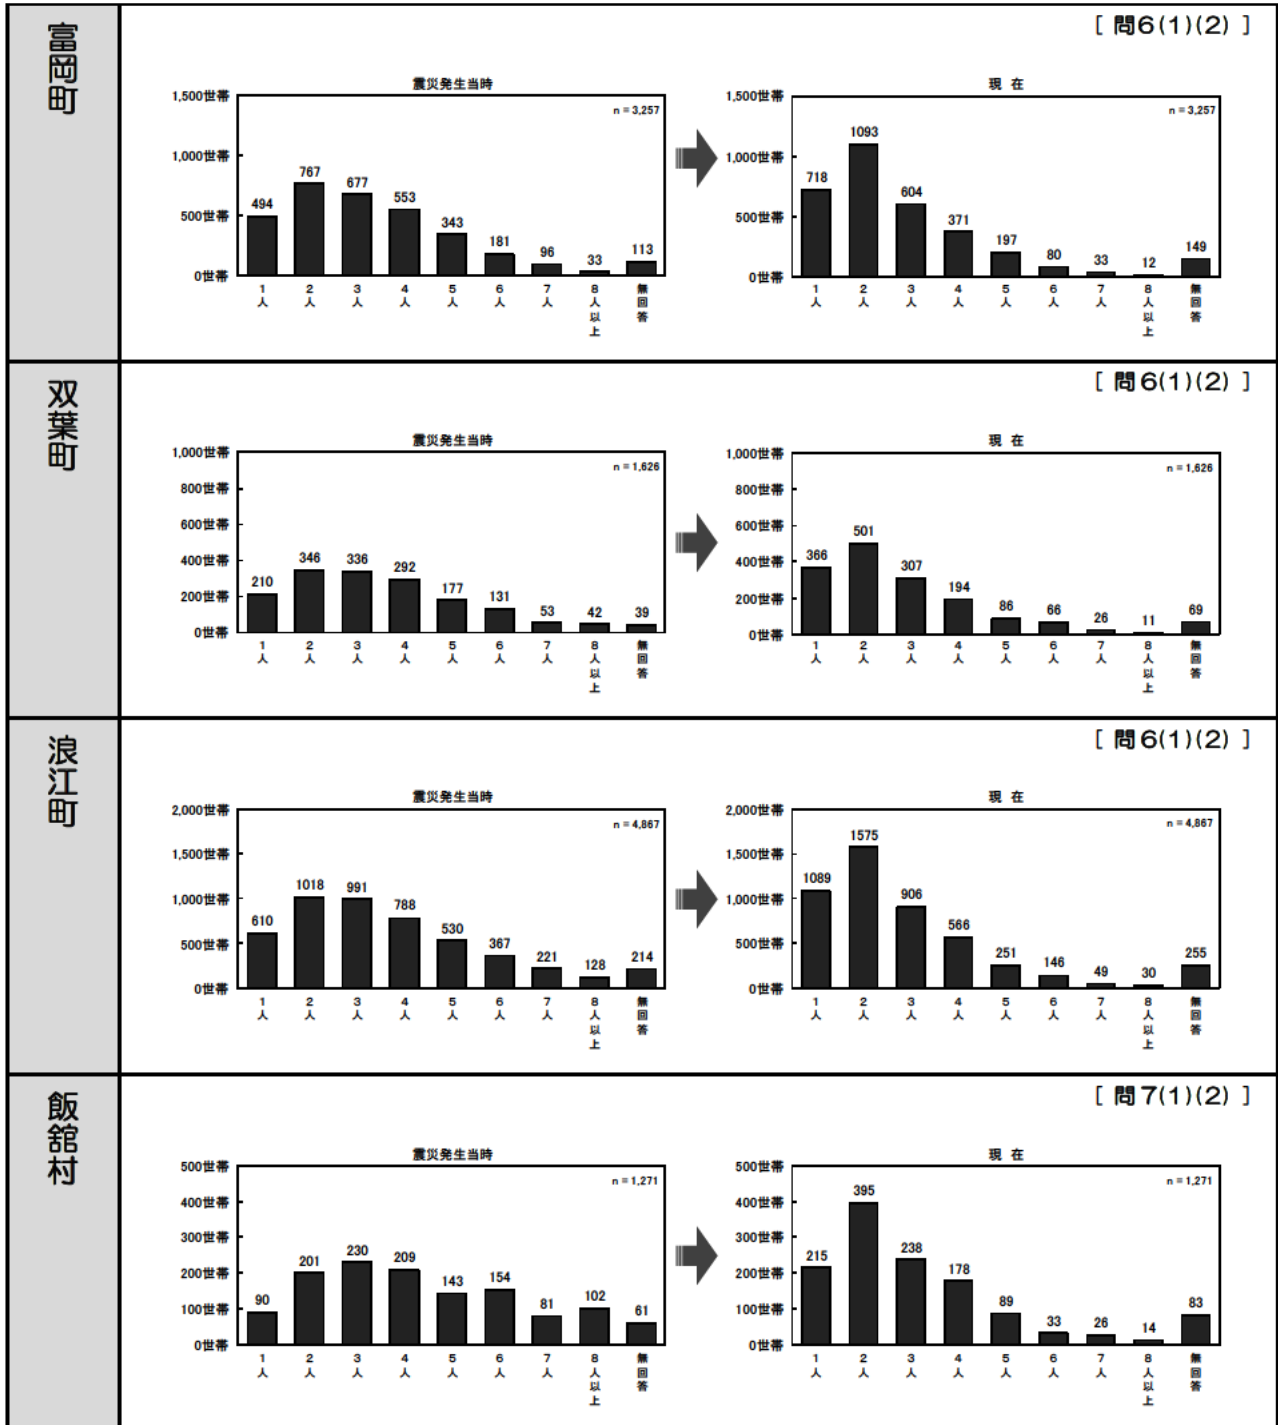 富岡町
[ 問6(1)(2) ]
震災発生当時
n = 3,257
1,500世帯
1,000世帯
500世帯
0世帯
494 767 677 553 343 181 96 33 113
1人 2人 3人 4人 5人 6人 7人 8人以上 無回答
現 在
n = 3,257
1,500世帯
1,000世帯
500世帯
0世帯
718 1093 604 371 197 80 33 12 149
1人 2人 3人 4人 5人 6人 7人 8人以上 無回答
双葉町
[ 問6(1)(2) ]
震災発生当時
n = 1,626
1,000世帯
800世帯
600世帯
400世帯
200世帯
0世帯
210 346 336 292 177 131 53 42 39
1人 2人 3人 4人 5人 6人 7人 8人以上 無回答
現 在
n = 1,626
1,000世帯
800世帯
600世帯
400世帯
200世帯
0世帯
366 501 307 194 86 66 26 11 69
1人 2人 3人 4人 5人 6人 7人 8人以上 無回答
浪江町
[ 問6(1)(2) ]
震災発生当時
n = 4,867
2,000世帯
1,500世帯
1,000世帯
500世帯
0世帯
610 1018 991 788 530 367 221 128 214
1人 2人 3人 4人 5人 6人 7人 8人以上 無回答
現 在
n = 4,867
2,000世帯
1,500世帯
1,000世帯
500世帯
0世帯
1089 1575 906 566 251 146 49 30 255
1人 2人 3人 4人 5人 6人 7人 8人以上 無回答
飯舘村
[ 問7(1)(2) ]
震災発生当時
n = 1,271
500世帯
400世帯
300世帯
200世帯
100世帯
0世帯
90 201 230 209 143 154 81 102 61
1人 2人 3人 4人 5人 6人 7人 8人以上 無回答
現 在
n = 1,271
500世帯
400世帯
300世帯
200世帯
100世帯
0世帯
215 395 238 178 89 33 26 14 83
1人 2人 3人 4人 5人 6人 7人 8人以上 無回答